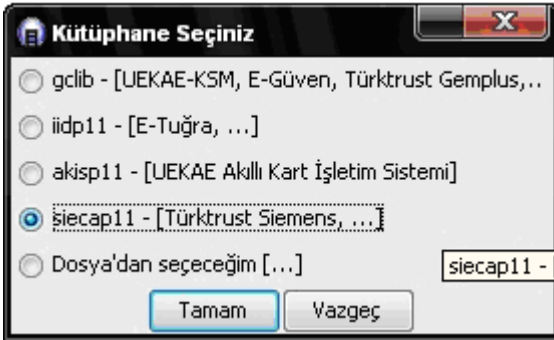 Kütüphane Seçiniz
gclib - [UEKAE-KSM, E-Güven, Türktrust Gemplus,..
iidp11 - [E-Tuğra, ...]
akisp11 - [UEKAE Akıllı Kart İşletim Sistemi]
siecap11 - [Türktrust Siemens, ...]
Dosya'dan seçeceğim [...]
siecap11 - [
Tamam Vazgeç